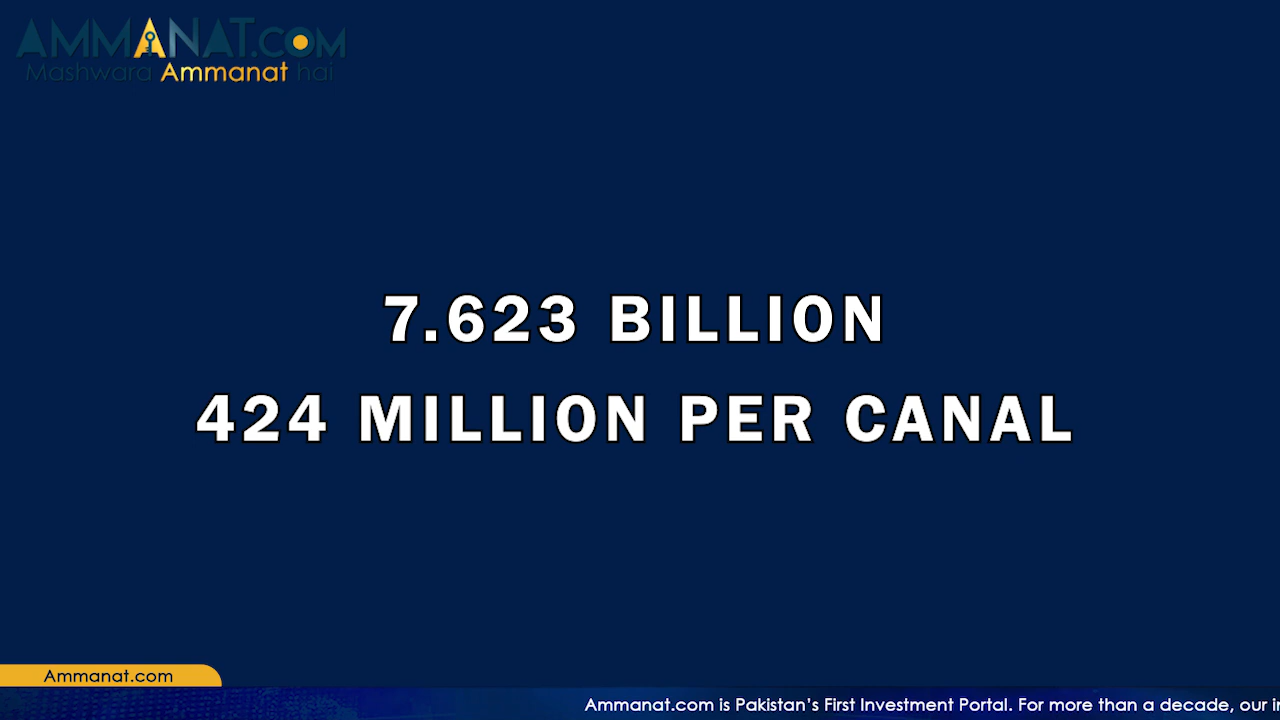 AMMANAT.COM
Mashwara Ammanat hai
7.623 BILLION
424 MILLION PER CANAL
Ammanat.com
Ammanat.com is Pakistan's First Investment Portal. For more than a decade, our